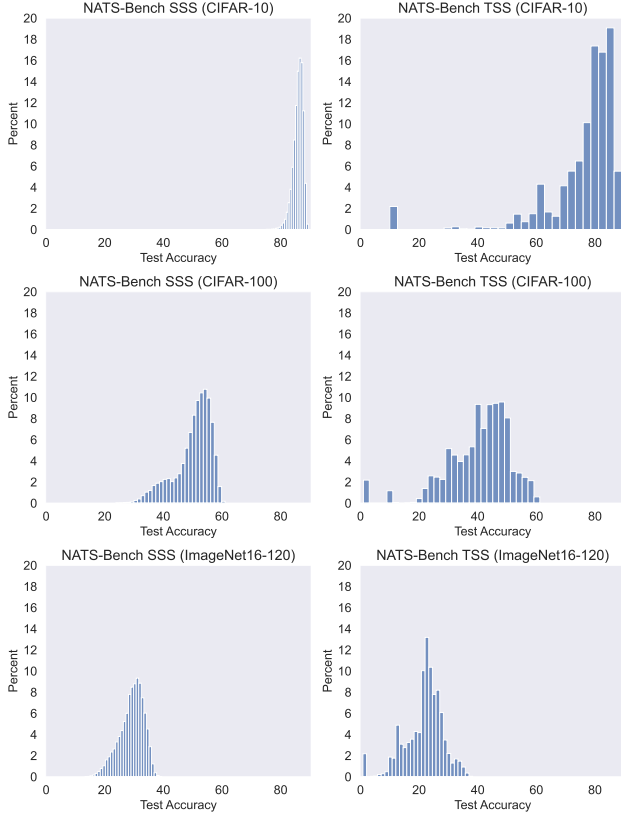 NATS-Bench SSS (CIFAR-10)
20
18
16
14
12
10
8
6
4
2
0
Percent
0 20 40 60 80
Test Accuracy
NATS-Bench TSS (CIFAR-10)
20
18
16
14
12
10
8
6
4
2
0
Percent
0 20 40 60 80
Test Accuracy
NATS-Bench SSS (CIFAR-100)
20
18
16
14
12
10
8
6
4
2
0
Percent
0 20 40 60 80
Test Accuracy
NATS-Bench TSS (CIFAR-100)
20
18
16
14
12
10
8
6
4
2
0
Percent
0 20 40 60 80
Test Accuracy
NATS-Bench SSS (ImageNet16-120)
20
18
16
14
12
10
8
6
4
2
0
Percent
0 20 40 60 80
Test Accuracy
NATS-Bench TSS (ImageNet16-120)
20
18
16
14
12
10
8
6
4
2
0
Percent
0 20 40 60 80
Test Accuracy